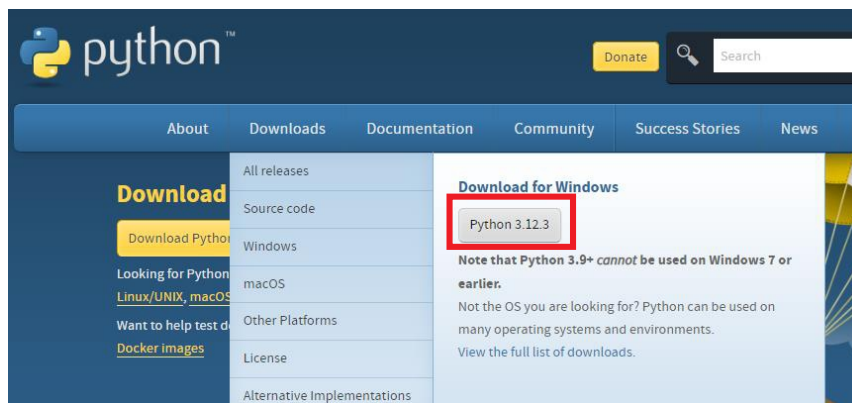 python™
Donate
Search
About Downloads Documentation Community Success Stories News
All releases
Source code
Windows
macOS
Other Platforms
License
Alternative Implementations
Download for Windows
Python 3.12.3
Note that Python 3.9+ cannot be used on Windows 7 or
earlier.
Not the OS you are looking for? Python can be used on
many operating systems and environments.
View the full list of downloads.
Download
Download Python
Looking for Python
Linux/UNIX, macOS
Want to help test d
Docker images